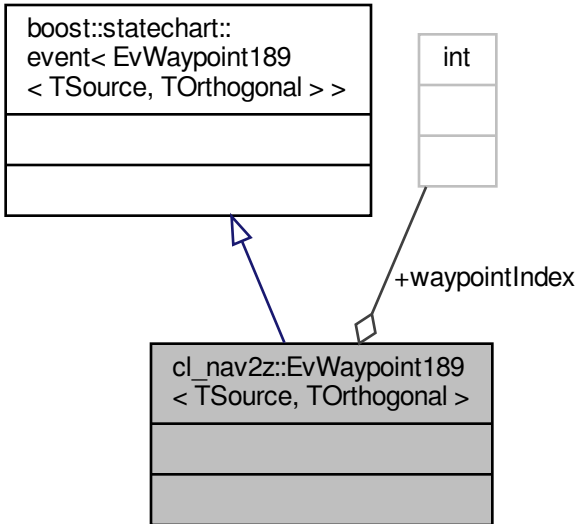 boost::statechart::
event< EvWaypoint189
< TSource, TOrthogonal > >
int
+waypointIndex
cl_nav2z::EvWaypoint189
< TSource, TOrthogonal >